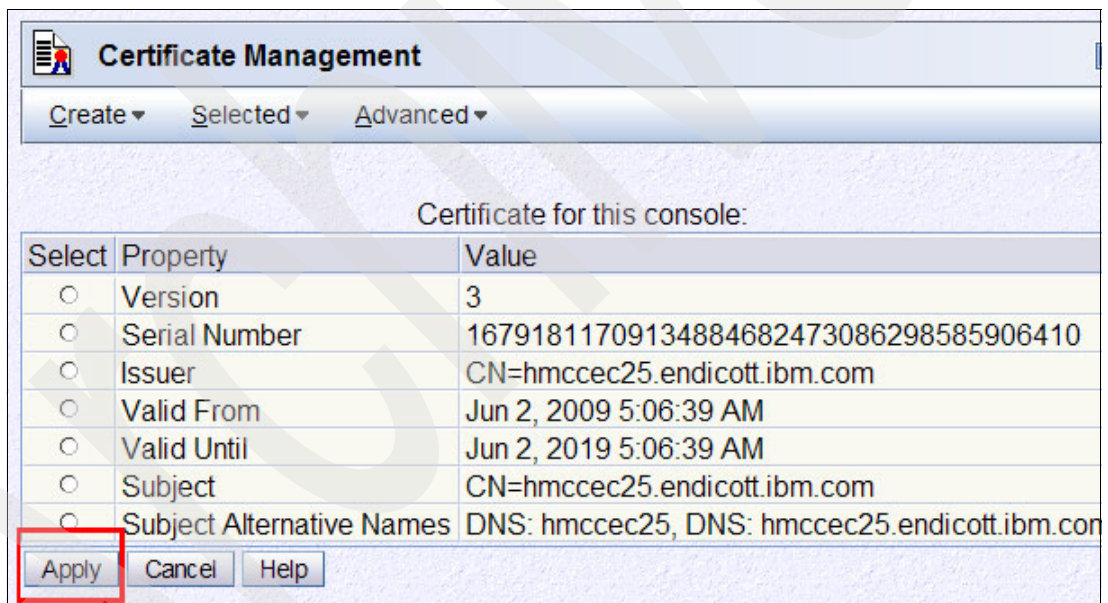 Certificate Management
Create Selected Advanced
Certificate for this console:
Select Property Value
Version 3
Serial Number 167918117091348846824730862985859064​10
Issuer CN=hmccec25.endicott.ibm.com
Valid From Jun 2, 2009 5:06:39 AM
Valid Until Jun 2, 2019 5:06:39 AM
Subject CN=hmccec25.endicott.ibm.com
Subject Alternative Names DNS: hmccec25, DNS: hmccec25.endicott.ibm.com
Apply Cancel Help